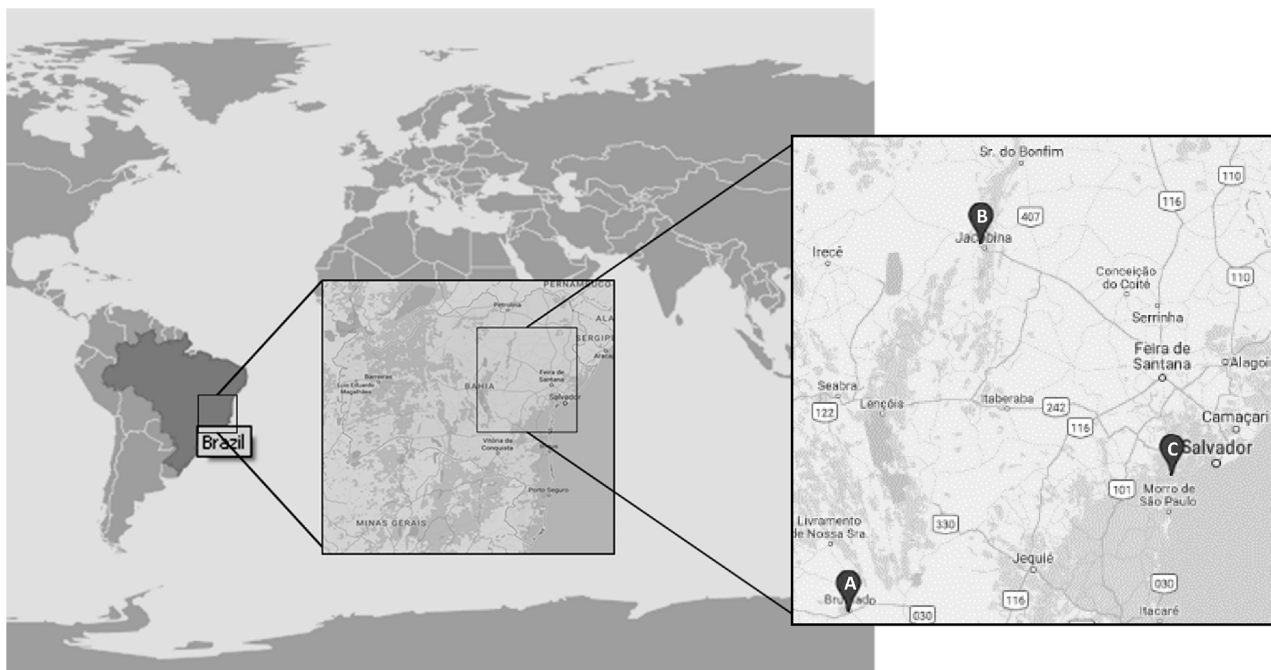 Brazil
PERNAMBUCO
Petrolina
ALA
SERGIPE
Aracaj
Barreiras
Luís Eduardo
Magalhães
BAHIA
Feira de
Santana
Salvador
Vitória da
Conquista
Porto Seguro
MINAS GERAIS
Sr. do Bonfim
110
116
B
407
Jacobina
Irecê
Conceição
do Coité
110
Serrinha
Feira de
Santana
Alagoi
Seabra
Lençóis
Itaberaba
122
242
116
Camaçari
C
Salvador
101
Morro de
São Paulo
Livramento
de Nossa Sra.
330
Jequié
A
030
Brumado
116
030
Itacaré